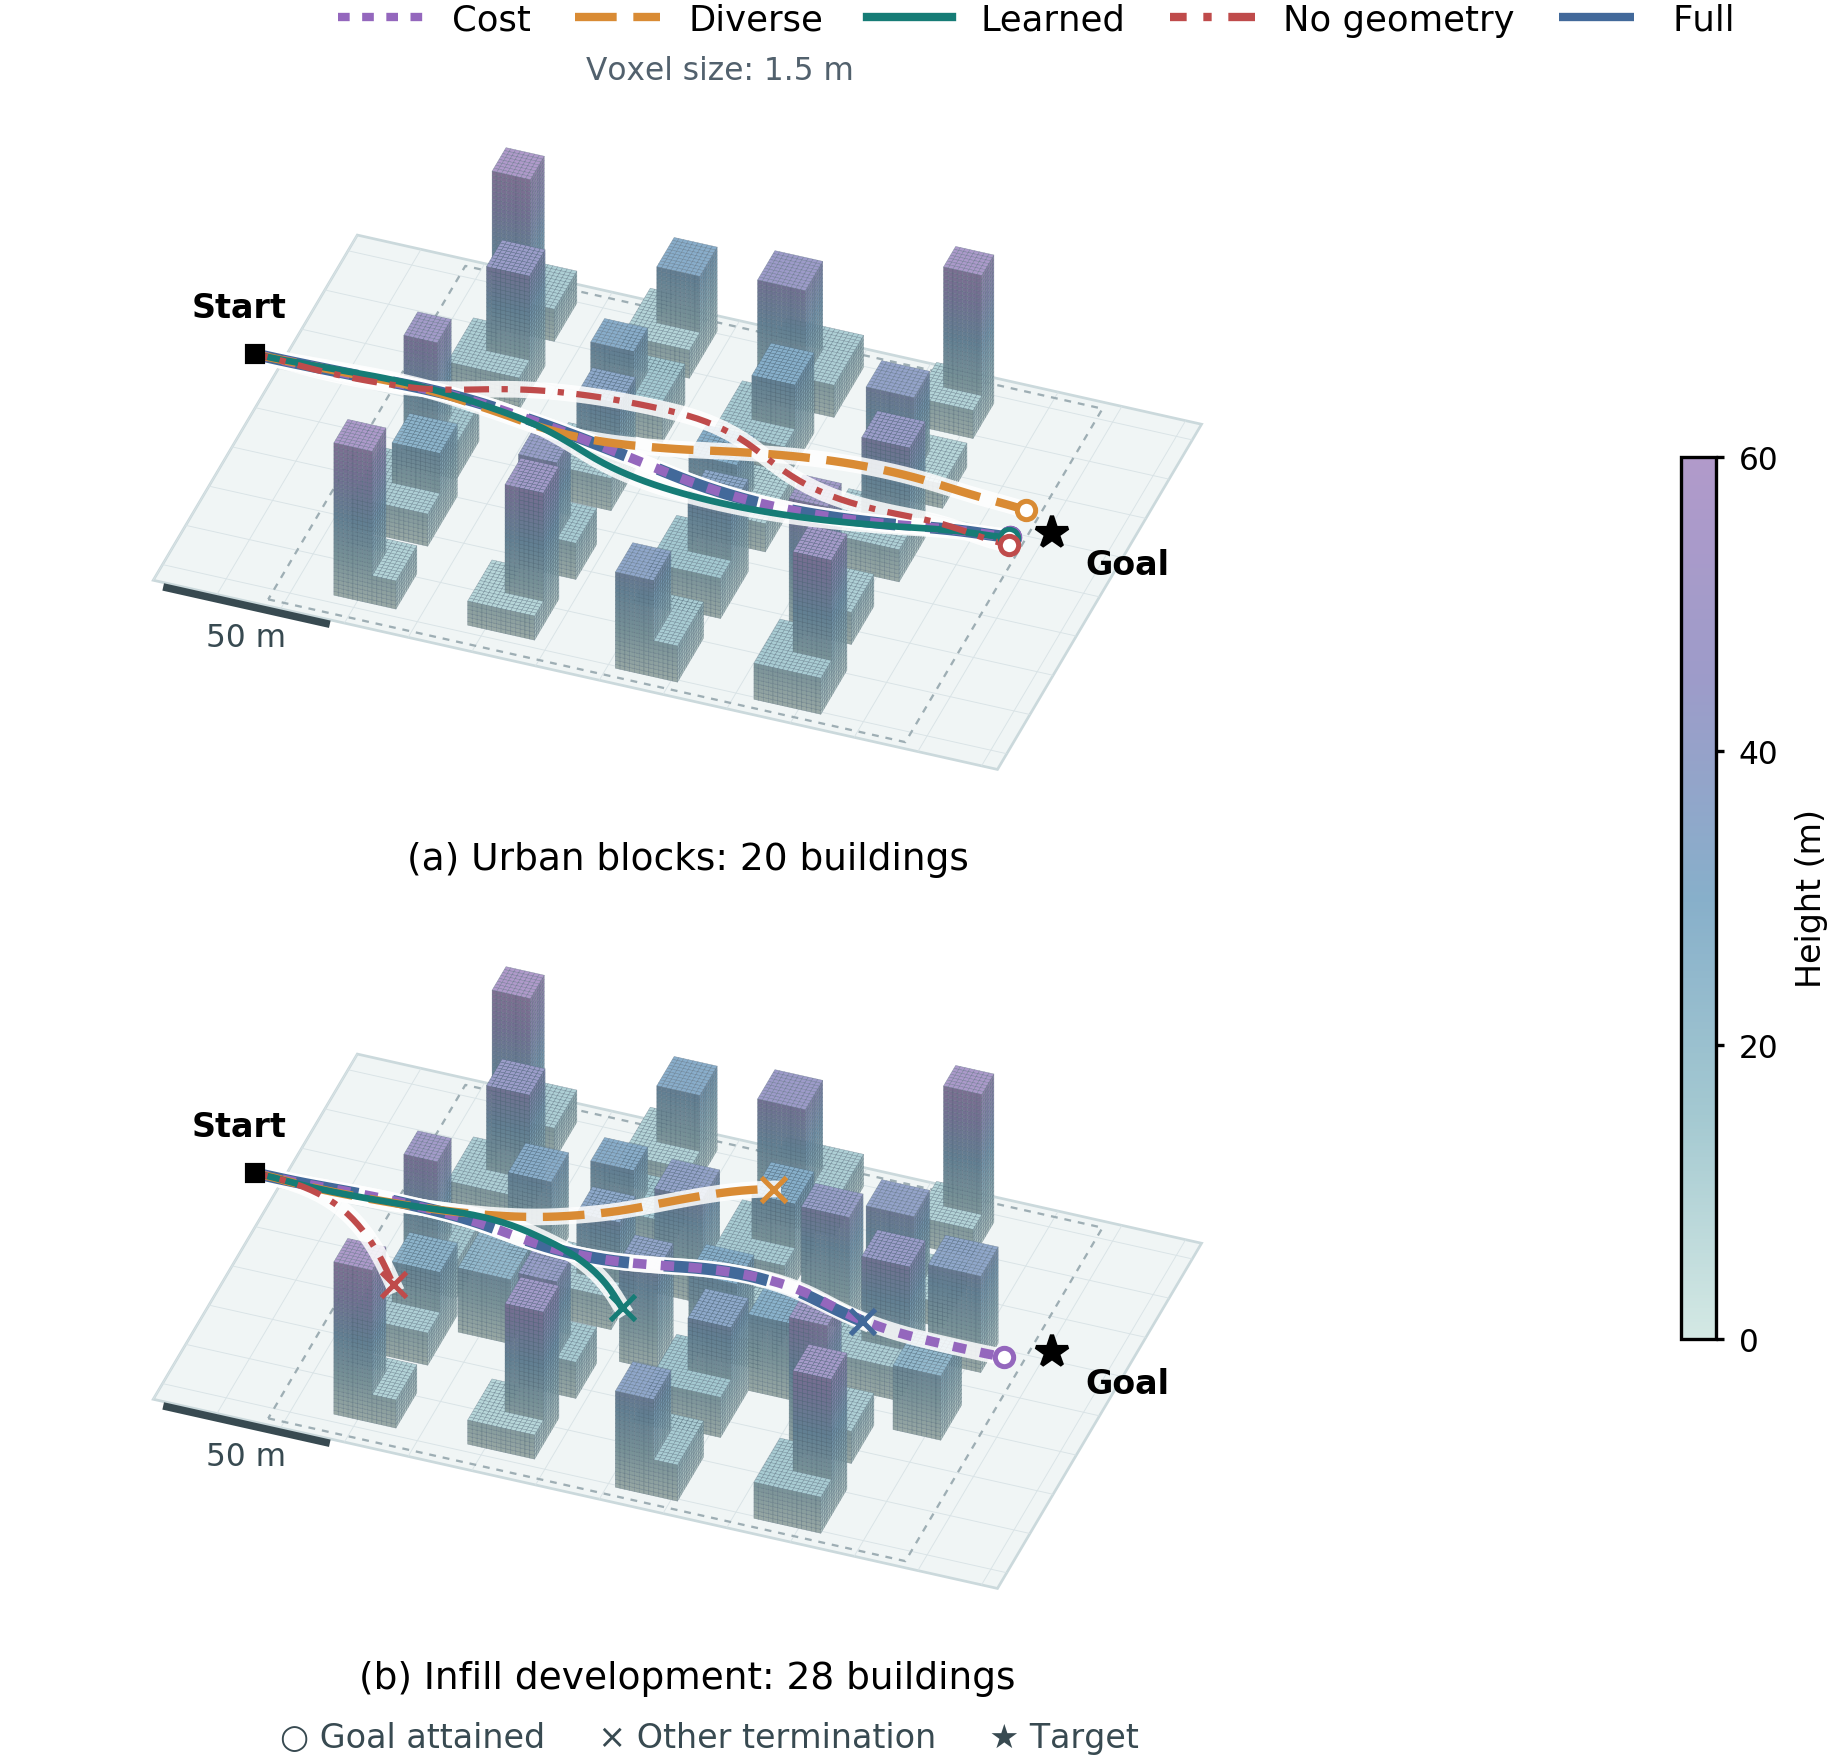 Cost Diverse Learned No geometry Full
Voxel size: 1.5 m
Start
Goal
50 m
(a) Urban blocks: 20 buildings
60
40
20
0
Height (m)
Start
Goal
50 m
(b) Infill development: 28 buildings
○ Goal attained × Other termination ★ Target